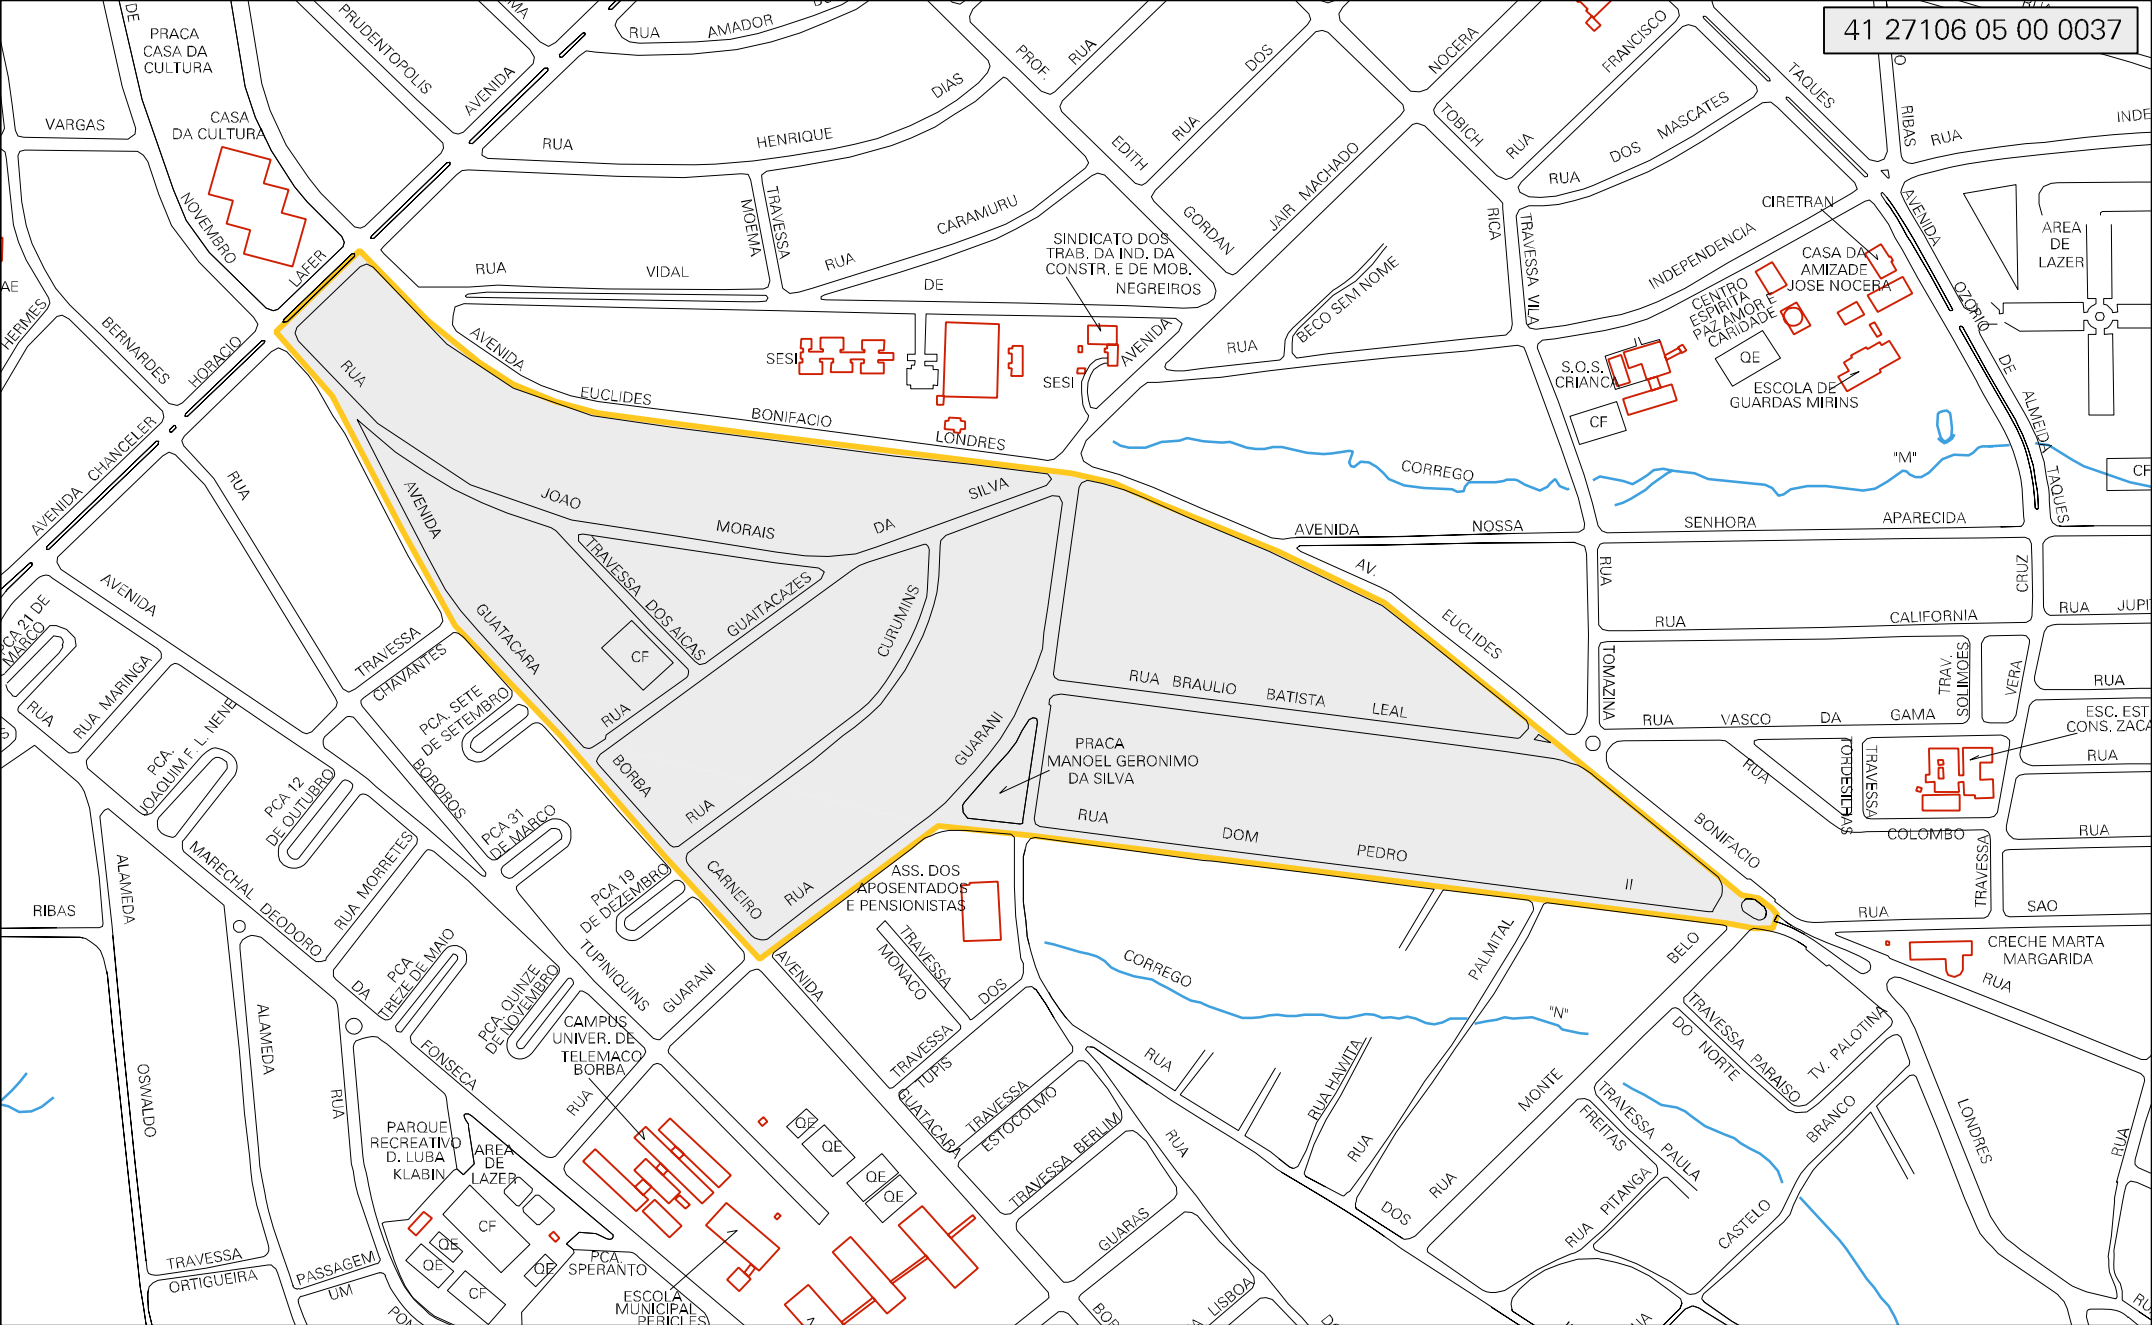 41 27106 05 00 0037
DE
PRACA
CASA DA
CULTURA
PRUDENTOPOLIS
AVENIDA
RUA AMADOR
PROF.
RUA
DOS
NOCERA
FRANCISCO
TAQUES
RIBAS
RUA
INDE
VARGAS
CASA
DA CULTURA
RUA
HENRIQUE
DIAS
EDITH
RUA
TOBICH
RUA
DOS MASCATES
RUA
NOVEMBRO
LAFER
RUA VIDAL
MOEMA
TRAVESSA
RUA
CARAMURU
DE
NEGREIROS
SINDICATO DOS
TRAB. DA IND. DA
CONSTR. E DE MOB.
GORDAN
JAIR MACHADO
BECO SEM NOME
RICA
TRAVESSA VILA
INDEPENDENCIA
CIRETRAN
AVENIDA
CASA DA
AMIZADE
JOSE NOCERA
AREA
DE
LAZER
CENTRO
ESPIRITA
PAZ AMOR E
CARIDADE
OZORIO
DE
ALMEIDA
TAQUES
AE
HERMES
BERNARDES
HORACIO
AVENIDA CHANCELER
RUA
AVENIDA
EUCLIDES
BONIFACIO
LONDRES
SESI
SESI
AVENIDA
RUA
S.O.S.
CRIANCA
CF
QE
ESCOLA DE
GUARDAS MIRINS
CORREGO
"M"
CF
RUA
AVENIDA
JOAO
MORAIS
DA
SILVA
AVENIDA
NOSSA
SENHORA
APARECIDA
AVENIDA
TRAVESSA DOS AICAS
GUAITACAZES
CURUMINS
AV.
EUCLIDES
RUA
CRUZ
RUA
CALIFORNIA
RUA JUPI
PCA 21 DE
MARCO
RUA
RUA MARINGA
TRAVESSA
CHAVANTES
GUATACARA
CF
RUA
RUA BRAULIO BATISTA LEAL
TOMAZINA
TRAV.
SOLIMOES
VERA
RUA
RUA VASCO DA GAMA
ESC. EST.
CONS. ZACA
RUA
PCA. SETE
DE SETEMBRO
BOROROS
PCA.
JOAQUIM F. L. NENE
PCA 12
DE OUTUBRO
BORBA
RUA
GUARANI
PRACA
MANOEL GERONIMO
DA SILVA
RUA DOM PEDRO II
RUA
TORDESILHAS
TRAVESSA
COLOMBO
RUA
BONIFACIO
PCA 31
DE MARCO
MARECHAL DEODORO
DA
FONSECA
RUA MORRETES
ALAMEDA
RIBAS
PCA 19
DE DEZEMBRO
CARNEIRO
RUA
ASS. DOS
APOSENTADOS
E PENSIONISTAS
TRAVESSA
RUA
SAO
CRECHE MARTA
MARGARIDA
RUA
PCA
TREZE DE MAIO
PCA. QUINZE
DE NOVEMBRO
TUPINIQUINS
GUARANI
AVENIDA
TRAVESSA
MONACO
DOS
TRAVESSA
TUPIS
CORREGO
"N"
PALMITAL
BELO
TRAVESSA PARAISO
DO NORTE
TV. PALOTINA
CAMPUS
UNIVER. DE
TELEMACO
BORBA
OSWALDO
ALAMEDA
RUA
RUA
GUATACARA
TRAVESSA
ESTOCOLMO
TRAVESSA BERLIM
RUA
RUA HAWITA
RUA
MONTE
TRAVESSA PAULA
FREITAS
BRANCO
LONDRES
RUA
PARQUE
RECREATIVO
D. LUBA
KLABIN
AREA
DE
LAZER
CF
QE
QE
CF
QE
QE
QE
QE
QE
RUA
GUARAS
DOS
RUA
RUA PITANGA
CASTELO
TRAVESSA
ORTIGUEIRA
PASSAGEM
UM
PCA.
SPERANTO
ESCOLA
MUNICIPAL
PERICLES
LISBOA